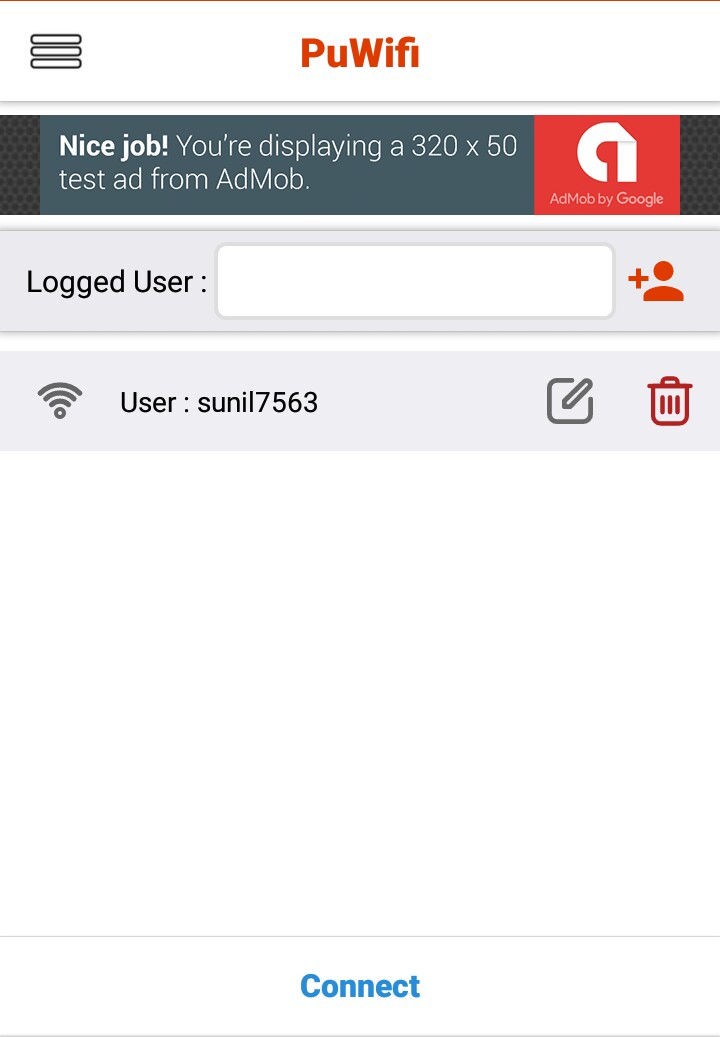 PuWifi
Nice job! You're displaying a 320 x 50
test ad from AdMob.
AdMob by Google
Logged User :
User : sunil7563
Connect